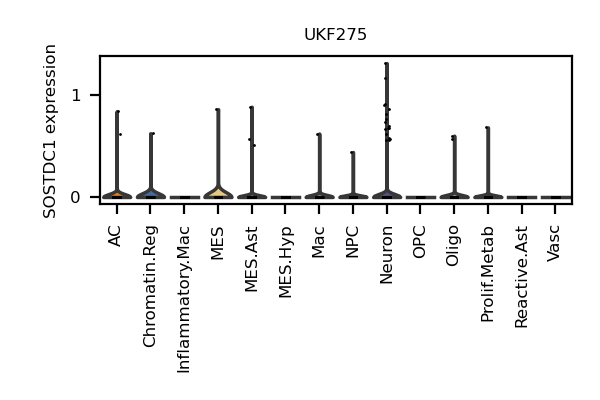 UKF275
SOSTDC1 expression
1
0
AC
Chromatin.Reg
Inflammatory.Mac
MES
MES.Ast
MES.Hyp
Mac
NPC
Neuron
OPC
Oligo
Prolif.Metab
Reactive.Ast
Vasc